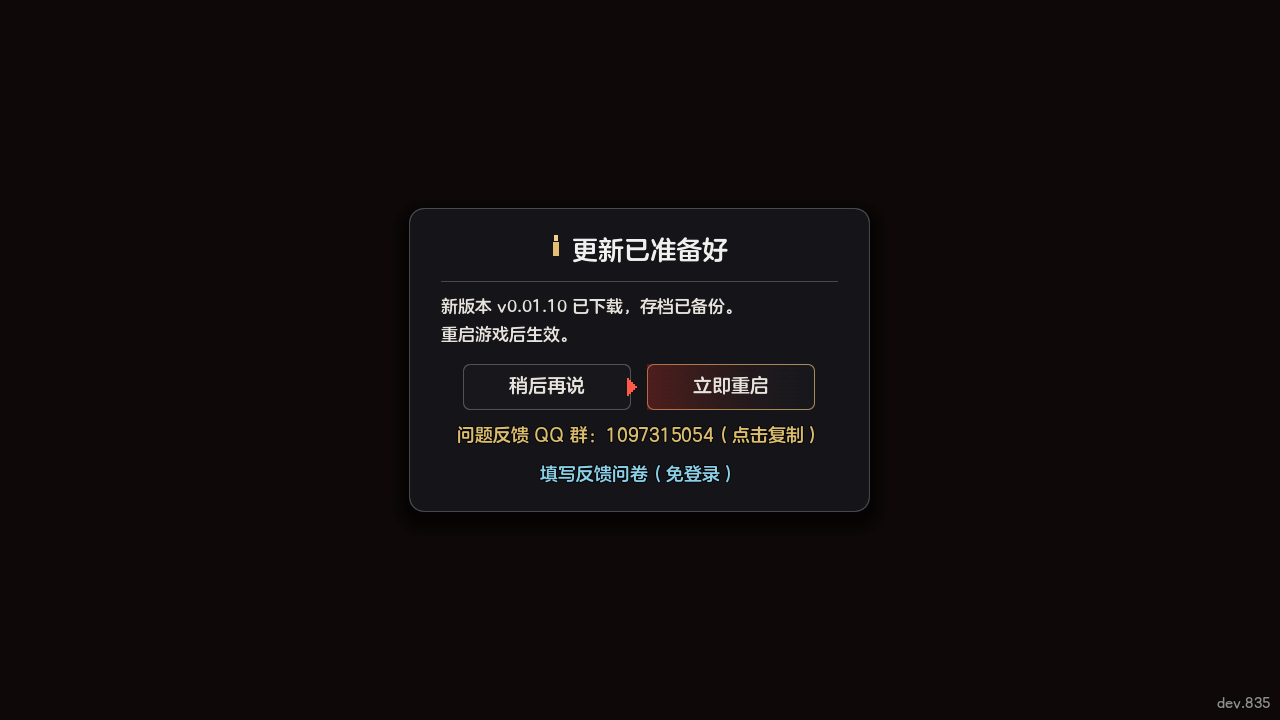 更新已准备好
新版本 v0.01.10 已下载，存档已备份。
重启游戏后生效。
稍后再说
立即重启
问题反馈 QQ 群：1097315054（点击复制）
填写反馈问卷（免登录）
dev.835